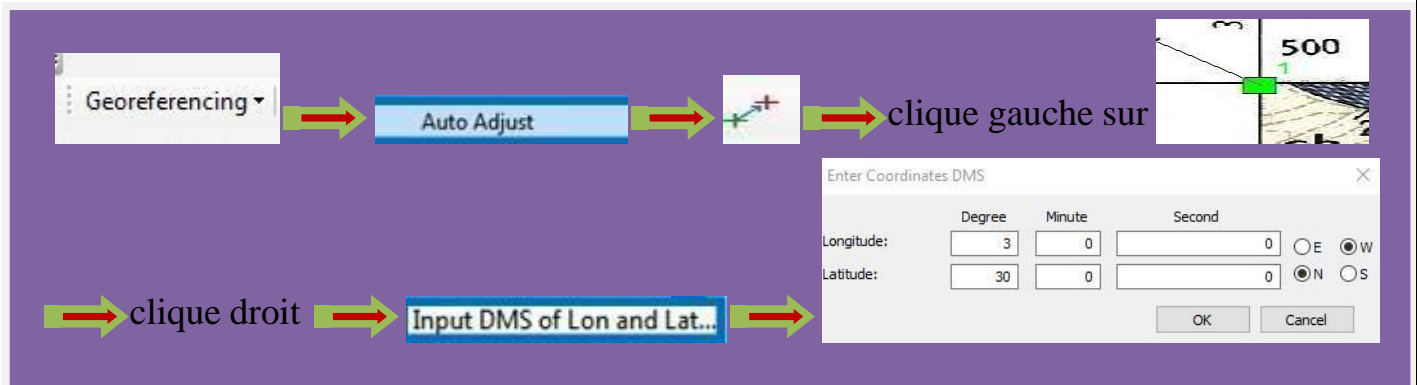 Georeferencing
Auto Adjust
clique gauche sur
500
1
clique droit
Input DMS of Lon and Lat...
Enter Coordinates DMS
Degree Minute Second
Longitude: 3 0 0 E W
Latitude: 30 0 0 N S
OK Cancel